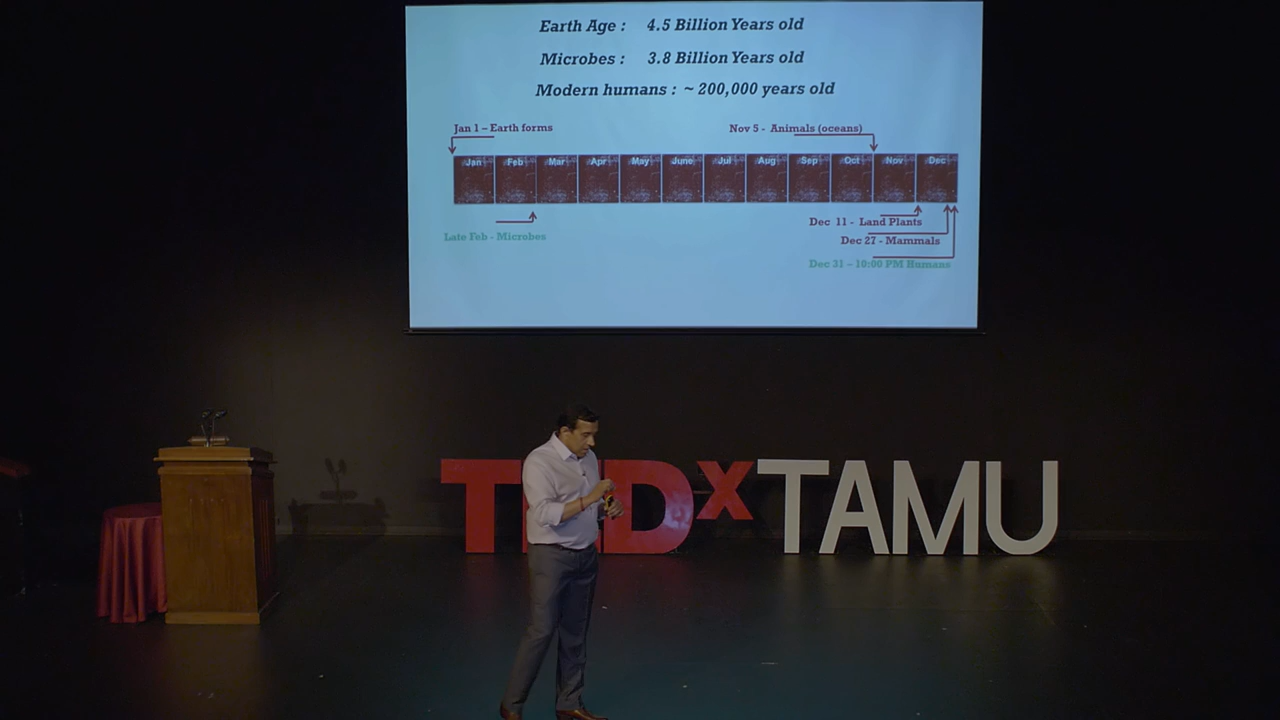 Earth Age : 4.5 Billion Years old
Microbes : 3.8 Billion Years old
Modern humans : ~ 200,000 years old
Jan 1 – Earth forms
Nov 5 - Animals (oceans)
Jan Feb Mar Apr May June Jul Aug Sep Oct Nov Dec
Late Feb - Microbes
Dec 11 - Land Plants
Dec 27 - Mammals
Dec 31 – 10:00 PM Humans
TEDx TAMU